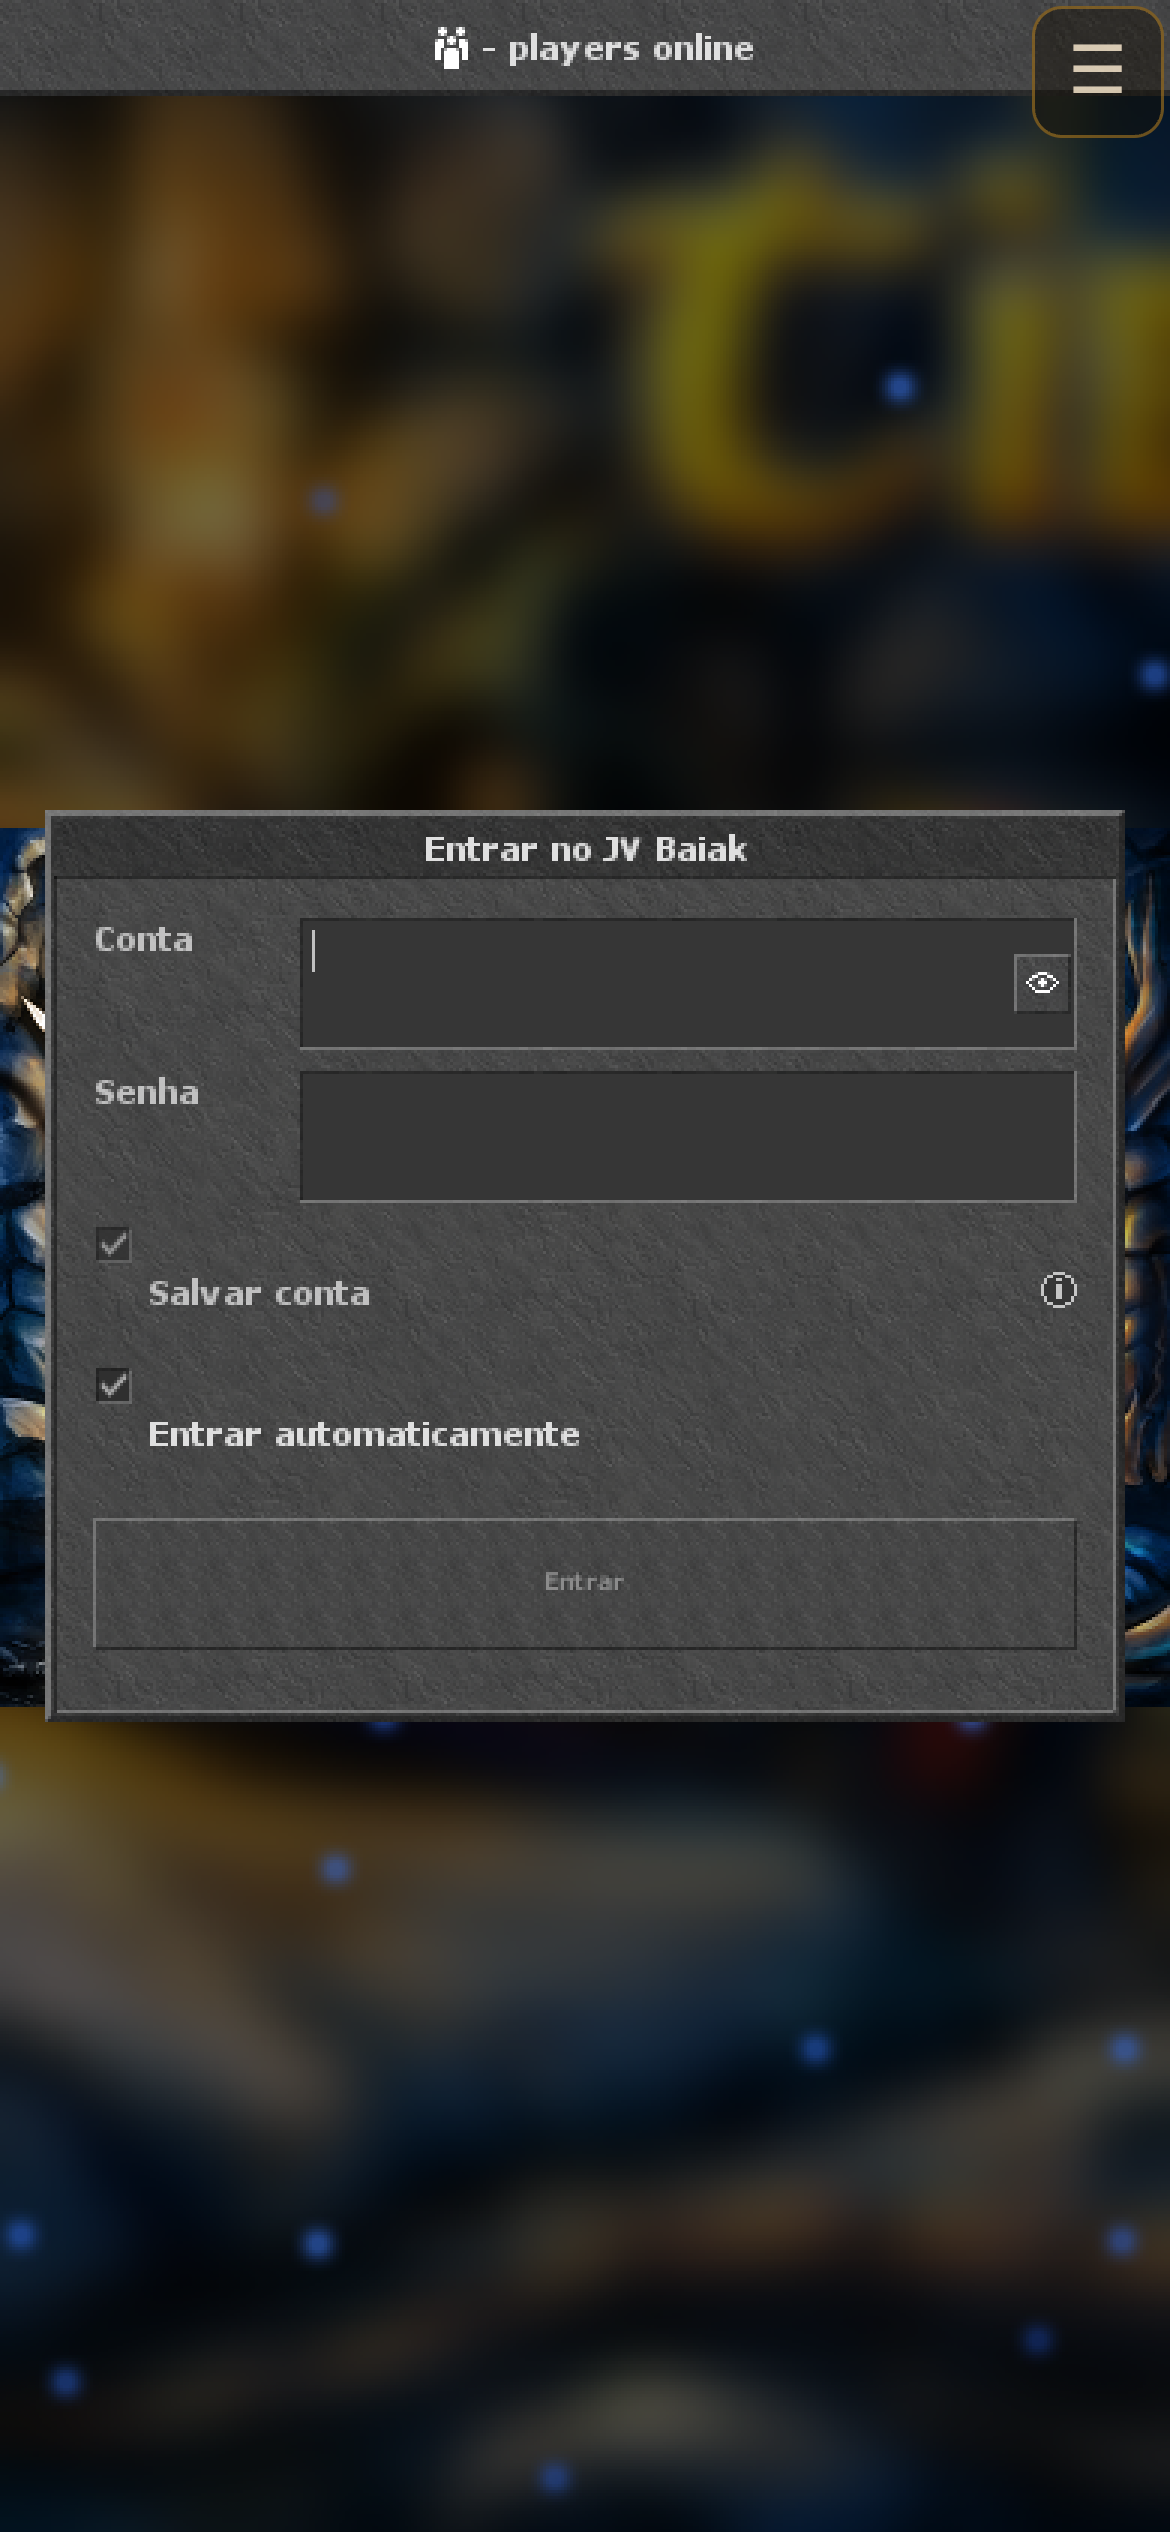 - players online
Entrar no JV Baiak
Conta
Senha
Salvar conta
Entrar automaticamente
Entrar